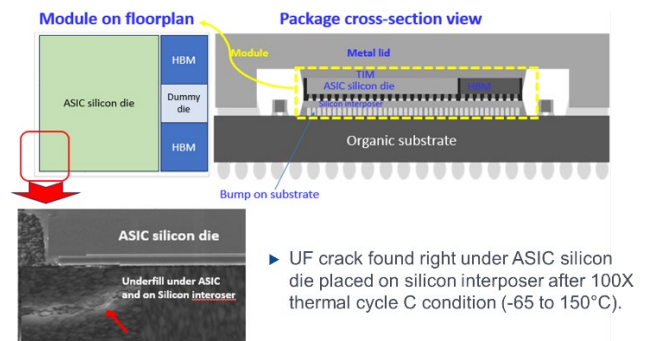 Module on floorplan
Package cross-section view
HBM
ASIC silicon die
Dummy
die
HBM
Module
Metal lid
TIM
ASIC silicon die
HBM
Silicon interposer
Organic substrate
Bump on substrate
ASIC silicon die
Underfill under ASIC
and on Silicon interoser
UF crack found right under ASIC silicon
die placed on silicon interposer after 100X
thermal cycle C condition (-65 to 150°C).